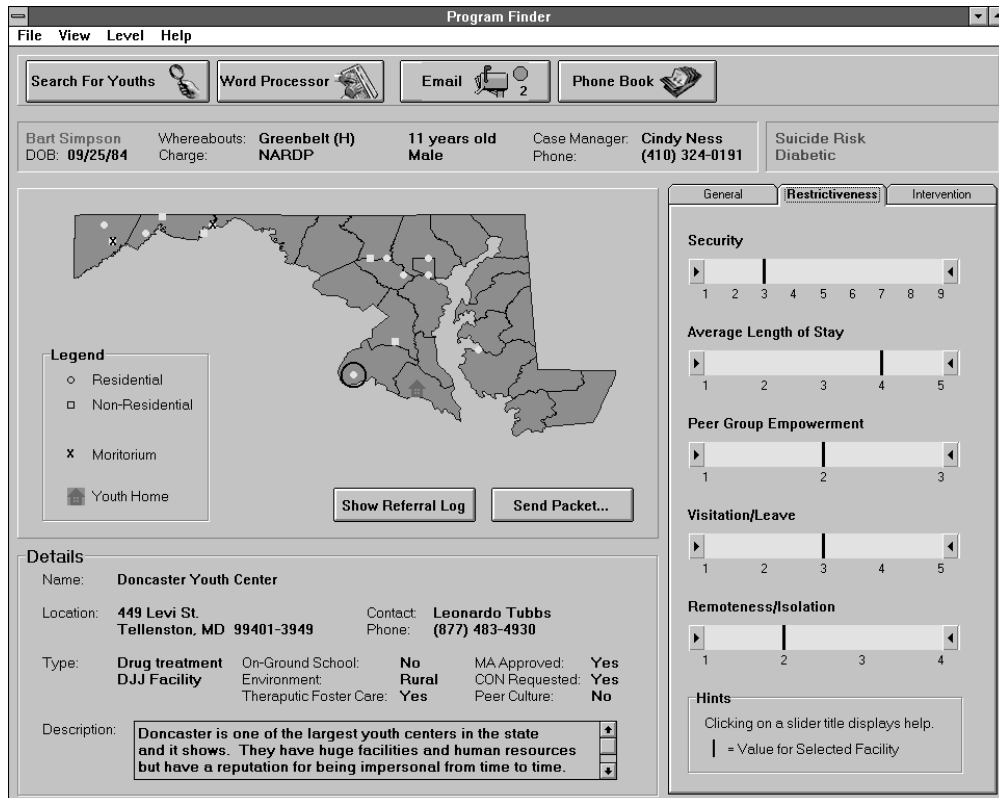 Program Finder
File View Level Help
Search For Youths
Word Processor
Email
2
Phone Book
Bart Simpson Whereabouts: Greenbelt (H) 11 years old Case Manager: Cindy Ness Suicide Risk
DOB: 09/25/84 Charge: NARDP Male Phone: (410) 324-0191 Diabetic
General Restrictiveness Intervention
Legend
Residential
Non-Residential
x Moritorium
Youth Home
Show Referral Log Send Packet...
Security
1 2 3 4 5 6 7 8 9
Average Length of Stay
1 2 3 4 5
Peer Group Empowerment
1 2 3
Visitation/Leave
1 2 3 4 5
Remoteness/Isolation
1 2 3 4
Hints
Clicking on a slider title displays help.
| = Value for Selected Facility
Details
Name: Doncaster Youth Center
Location: 449 Levi St. Contact: Leonardo Tubbs
Tellenston, MD 99401-3949 Phone: (877) 483-4930
Type: Drug treatment On-Ground School: No MA Approved: Yes
DJJ Facility Environment: Rural CON Requested: Yes
Theraputic Foster Care: Yes Peer Culture: No
Description: Doncaster is one of the largest youth centers in the state
and it shows. They have huge facilities and human resources
but have a reputation for being impersonal from time to time.